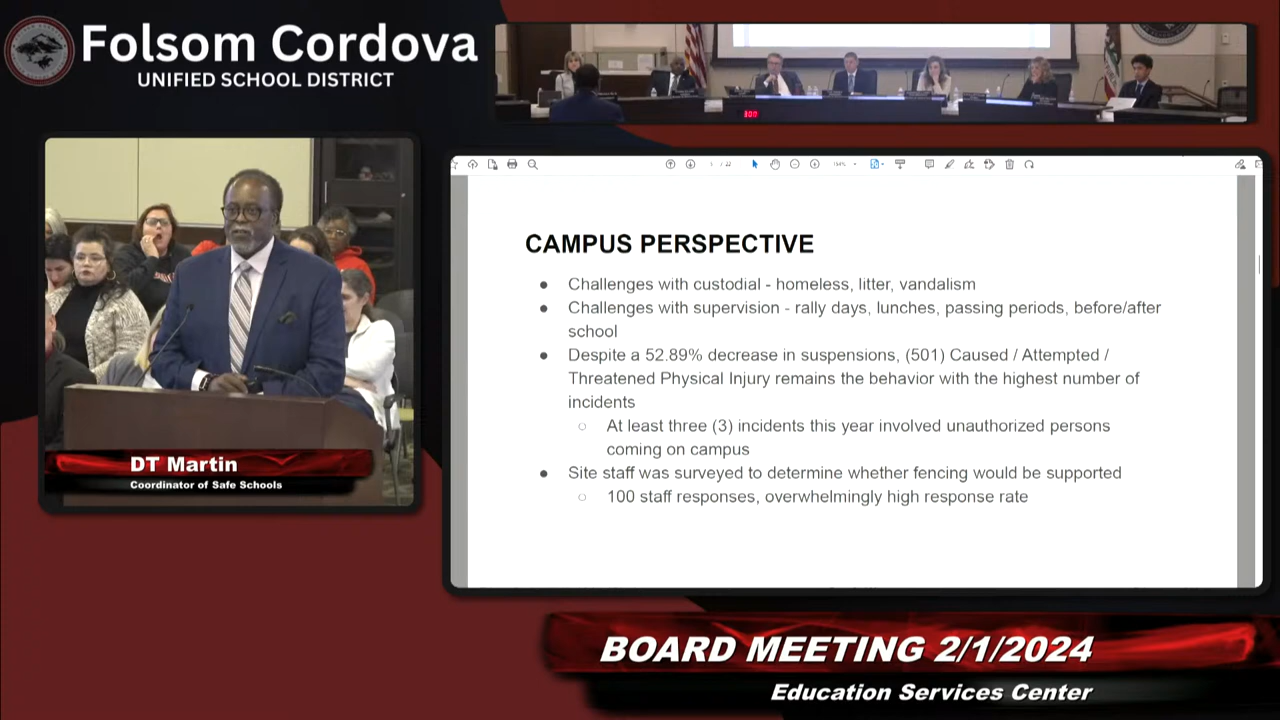 Folsom Cordova
UNIFIED SCHOOL DISTRICT
CAMPUS PERSPECTIVE
● Challenges with custodial - homeless, litter, vandalism
● Challenges with supervision - rally days, lunches, passing periods, before/after
school
● Despite a 52.89% decrease in suspensions, (501) Caused / Attempted /
Threatened Physical Injury remains the behavior with the highest number of
incidents
○ At least three (3) incidents this year involved unauthorized persons
coming on campus
● Site staff was surveyed to determine whether fencing would be supported
○ 100 staff responses, overwhelmingly high response rate
DT Martin
Coordinator of Safe Schools
BOARD MEETING 2/1/2024
Education Services Center